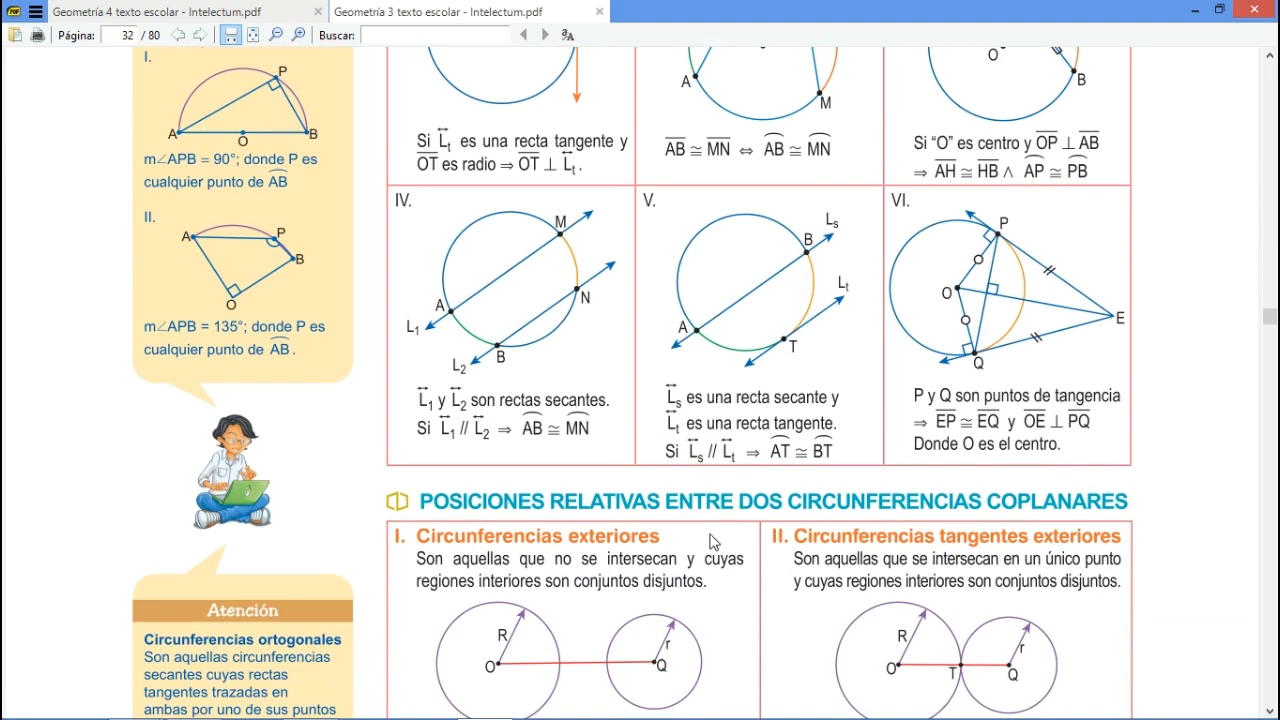 Geometría 4 texto escolar - Intelectum.pdf
Geometría 3 texto escolar - Intelectum.pdf
Página: 32 / 80 Buscar:
I.
P
A
O
B
m∠APB = 90°; donde P es
cualquier punto de AB
II.
A
P
B
O
m∠APB = 135°; donde P es
cualquier punto de AB.
Atención
Circunferencias ortogonales
Son aquellas circunferencias
secantes cuyas rectas
tangentes trazadas en
ambas por uno de sus puntos
Si Lt es una recta tangente y
OT es radio ⇒ OT ⊥ Lt.
A
M
AB ≅ MN ⇔ AB ≅ MN
O
B
Si “O” es centro y OP ⊥ AB
⇒ AH ≅ HB ∧ AP ≅ PB
IV.
M
A
N
L1
B
L2
L1 y L2 son rectas secantes.
Si L1 // L2 ⇒ AB ≅ MN
V.
Ls
B
Lt
A
T
Ls es una recta secante y
Lt es una recta tangente.
Si Ls // Lt ⇒ AT ≅ BT
VI.
P
O
E
Q
P y Q son puntos de tangencia
⇒ EP ≅ EQ y OE ⊥ PQ
Donde O es el centro.
POSICIONES RELATIVAS ENTRE DOS CIRCUNFERENCIAS COPLANARES
I. Circunferencias exteriores
Son aquellas que no se intersecan y cuyas
regiones interiores son conjuntos disjuntos.
R
r
O
Q
II. Circunferencias tangentes exteriores
Son aquellas que se intersecan en un único punto
y cuyas regiones interiores son conjuntos disjuntos.
R
r
O
T
Q